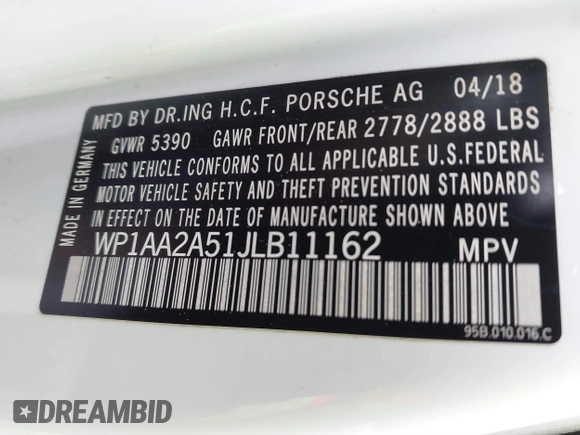 MFD BY DR.ING H.C.F. PORSCHE AG 04/18
GVWR 5390 GAWR FRONT/REAR 2778/2888 LBS
THIS VEHICLE CONFORMS TO ALL APPLICABLE U.S.FEDERAL
MOTOR VEHICLE SAFETY AND THEFT PREVENTION STANDARDS
IN EFFECT ON THE DATE OF MANUFACTURE SHOWN ABOVE
WP1AA2A51JLB11162 MPV
95B.010.016.C
MADE IN GERMANY
DREAMBID